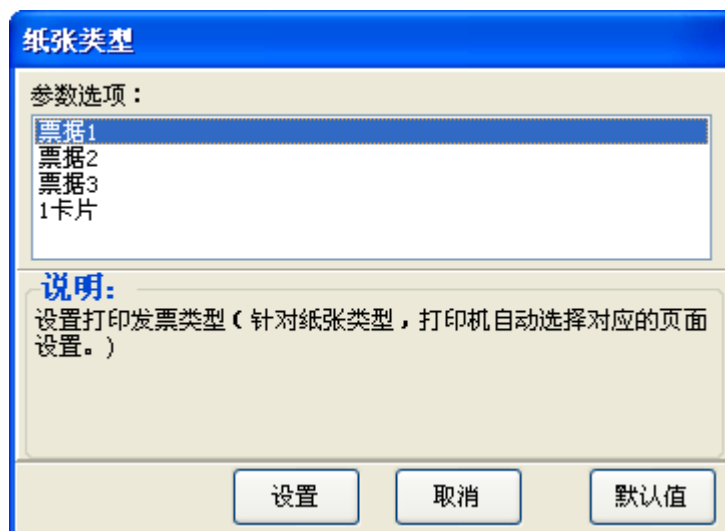 纸张类型
参数选项：
票据1
票据2
票据3
1卡片
说明:
设置打印发票类型（针对纸张类型，打印机自动选择对应的页面
设置。）
设置 取消 默认值